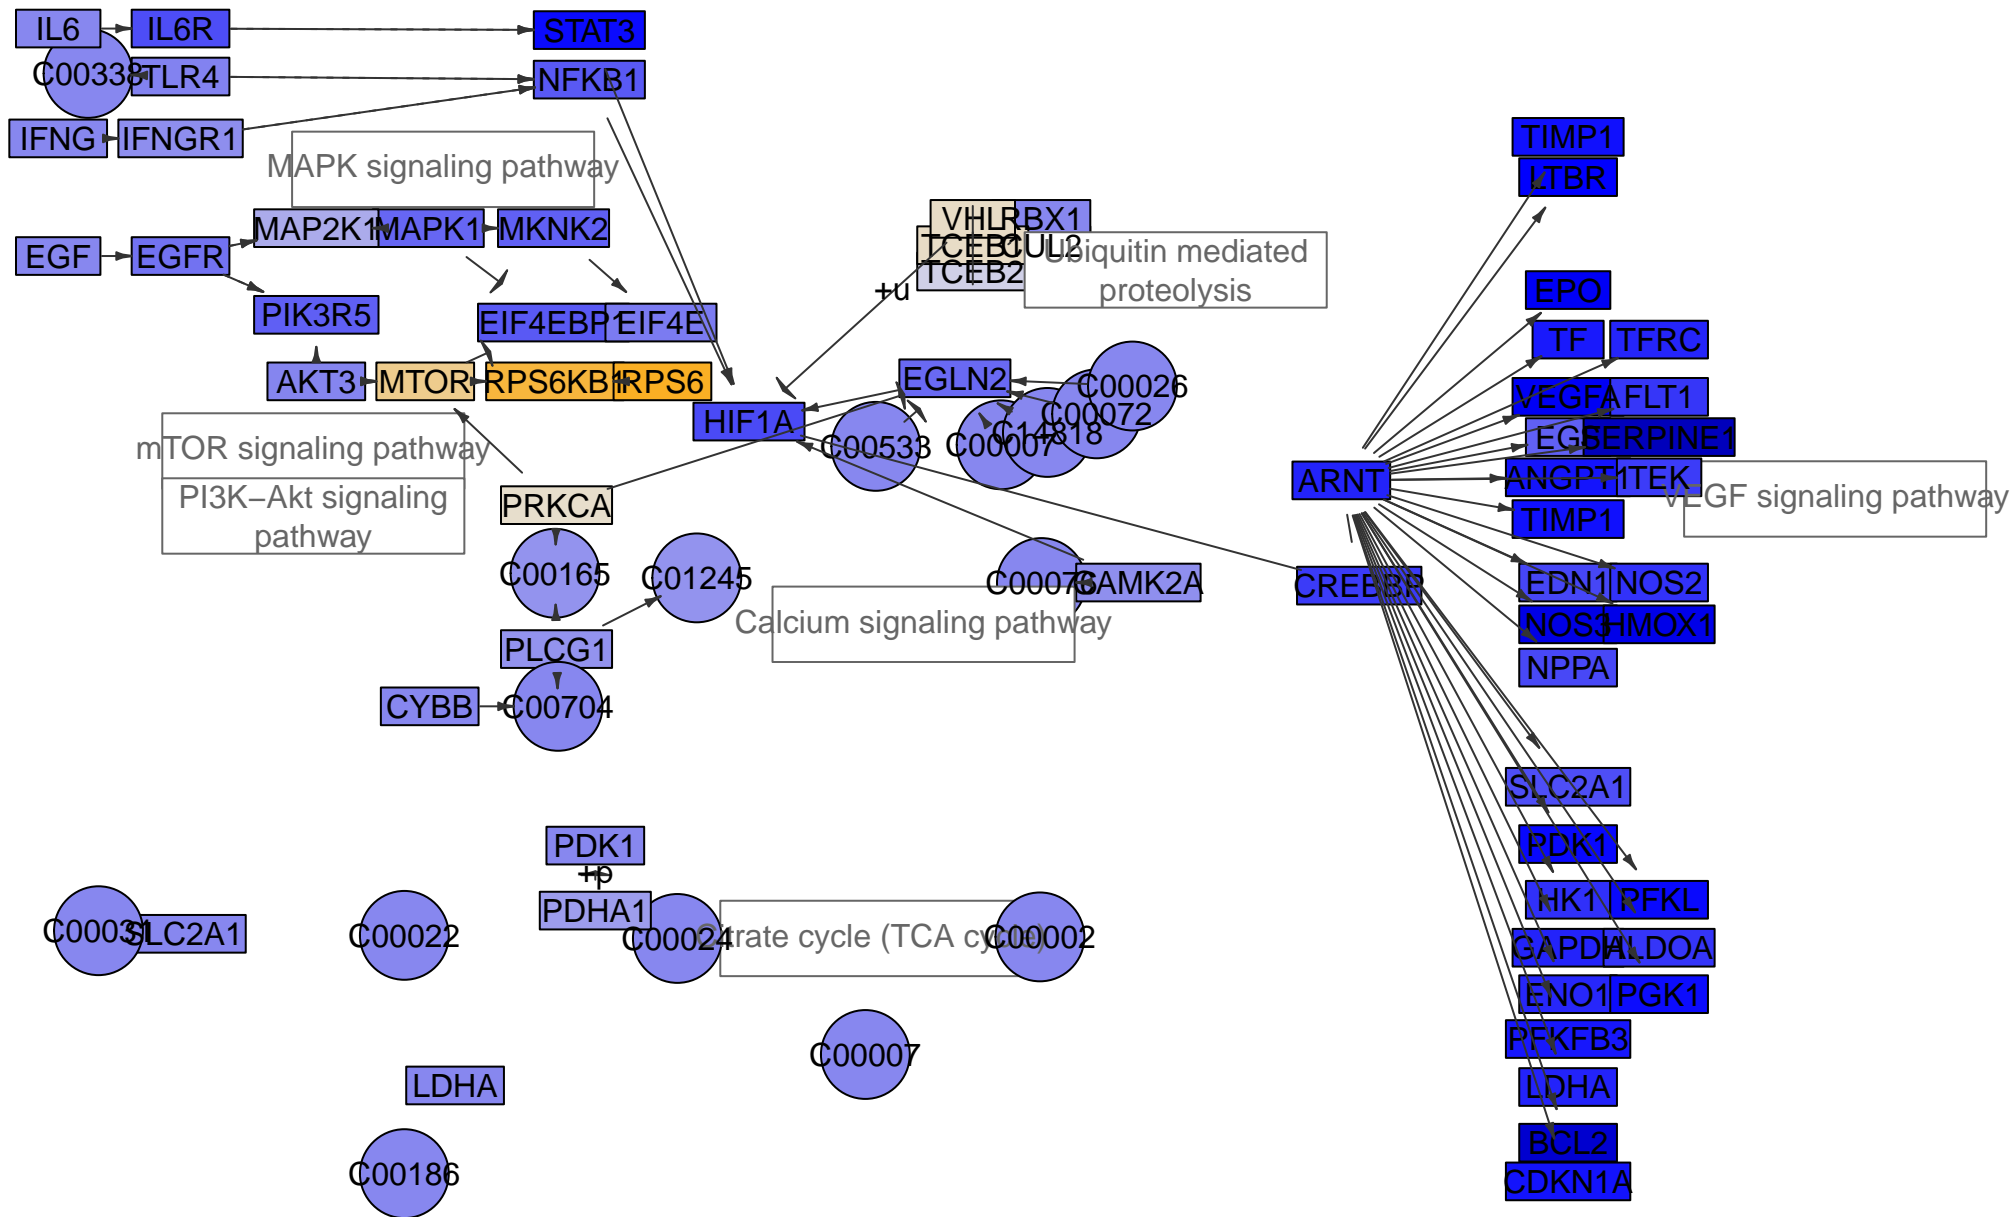 IL6
IL6R
STAT3
C00338
TLR4
NFKB1
IFNG
IFNGR1
MAPK signaling pathway
MAP2K1
MAPK1
MKNK2
EGF
EGFR
PIK3R5
EIF4EBP1
EIF4E
AKT3
MTOR
RPS6KB1
RPS6
mTOR signaling pathway
PI3K–Akt signaling
pathway
HIF1A
VHL
RBX1
TCEB1
CUL2
TCEB2
Ubiquitin mediated
proteolysis
+u
EGLN2
C00026
C00072
C14818
C00007
C00533
PRKCA
C00165
C01245
PLCG1
CYBB
C00704
C00076
CAMK2A
Calcium signaling pathway
CREBBP
ARNT
TIMP1
LTBR
EPO
TF
TFRC
VEGFA
FLT1
EGF
SERPINE1
ANGPT1
TEK
VEGF signaling pathway
TIMP1
EDN1
NOS2
NOS3
HMOX1
NPPA
SLC2A1
PDK1
HK1
PFKL
GAPDH
ALDOA
ENO1
PGK1
PFKFB3
LDHA
BCL2
CDKN1A
PDK1
+p
PDHA1
C00031
SLC2A1
C00022
C00024
Citrate cycle (TCA cycle)
C00002
C00007
LDHA
C00186